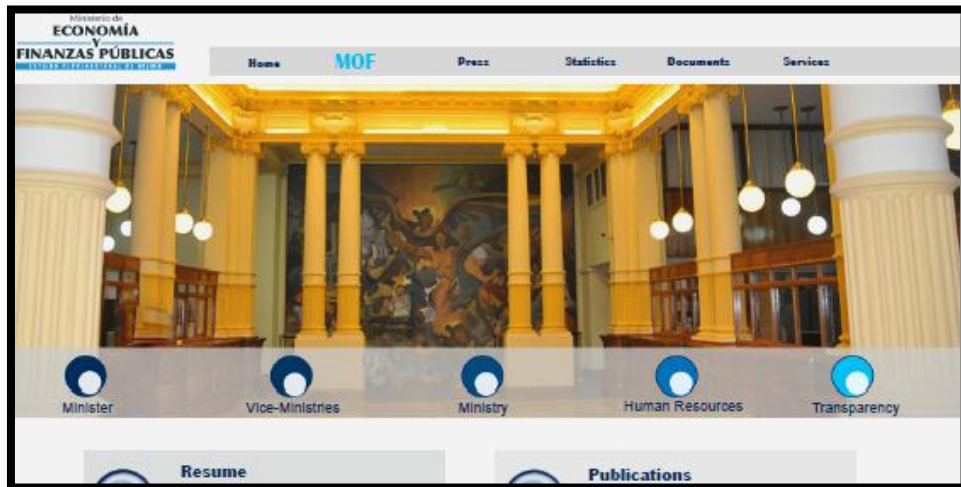 Ministerio de
ECONOMÍA
Y
FINANZAS PÚBLICAS
Home MOF Press Statistics Documents Services
Minister Vice-Ministries Ministry Human Resources Transparency
Resume Publications